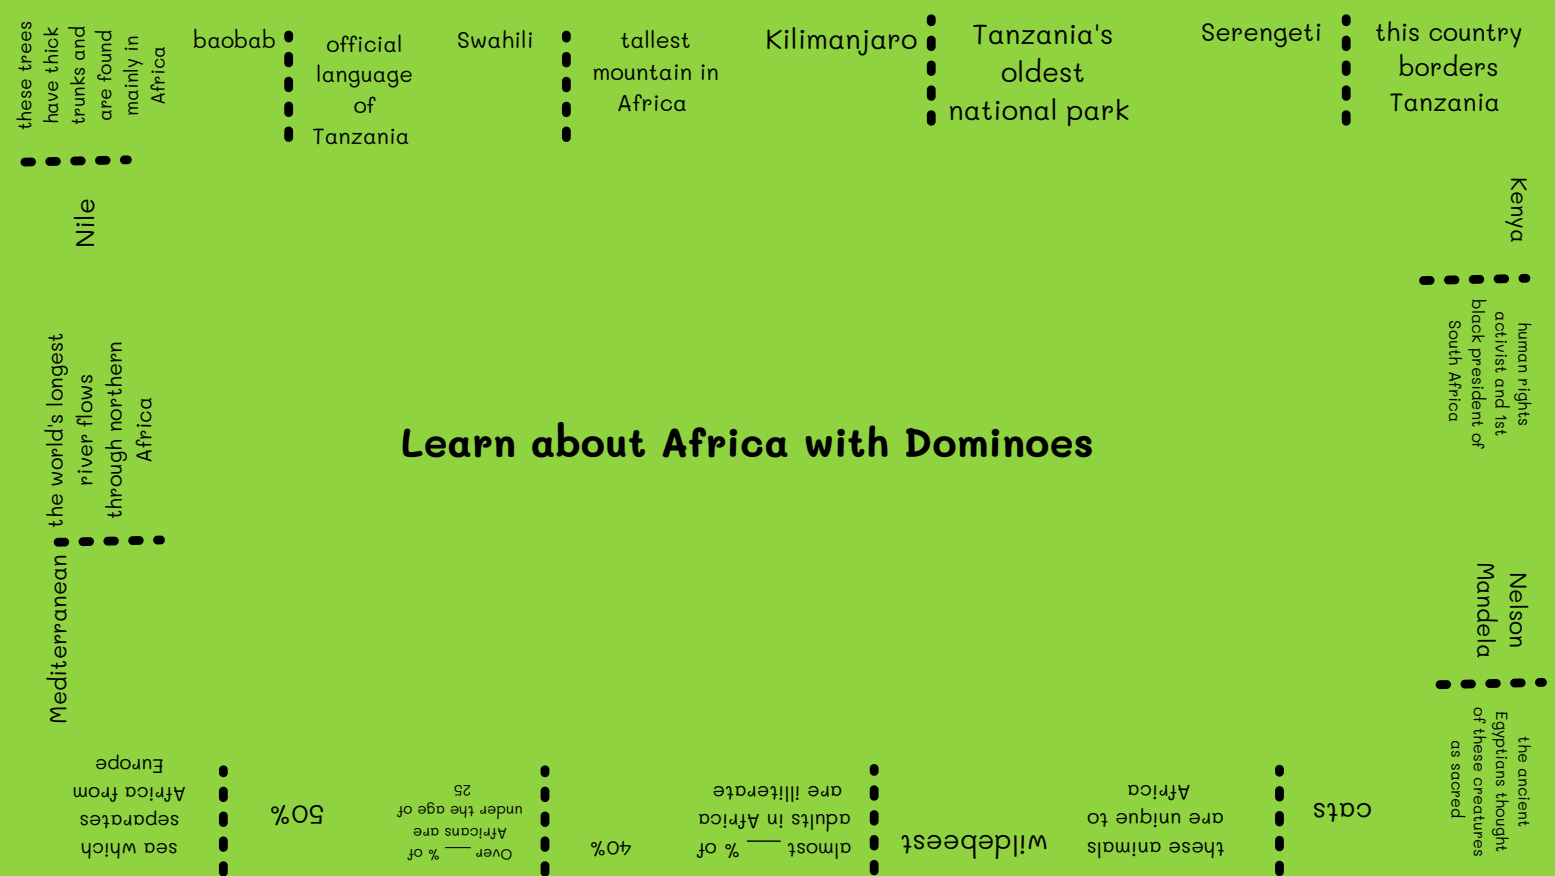 these trees
have thick
trunks and
are found
mainly in
Africa
baobab
official
language
of
Tanzania
Swahili
tallest
mountain in
Africa
Kilimanjaro
Tanzania's
oldest
national park
Serengeti
this country
borders
Tanzania
Kenya
human rights
activist and 1st
black president of
South Africa
Nelson
Mandela
the ancient
Egyptians thought
of these creatures
as sacred
cats
these animals
are unique to
Africa
wildebeest
almost ___ % of
adults in Africa
are illiterate
40%
Over ___ % of
Africans are
under the age of
25
50%
sea which
separates
Africa from
Europe
Mediterranean
the world's longest
river flows
through northern
Africa
Nile
Learn about Africa with Dominoes